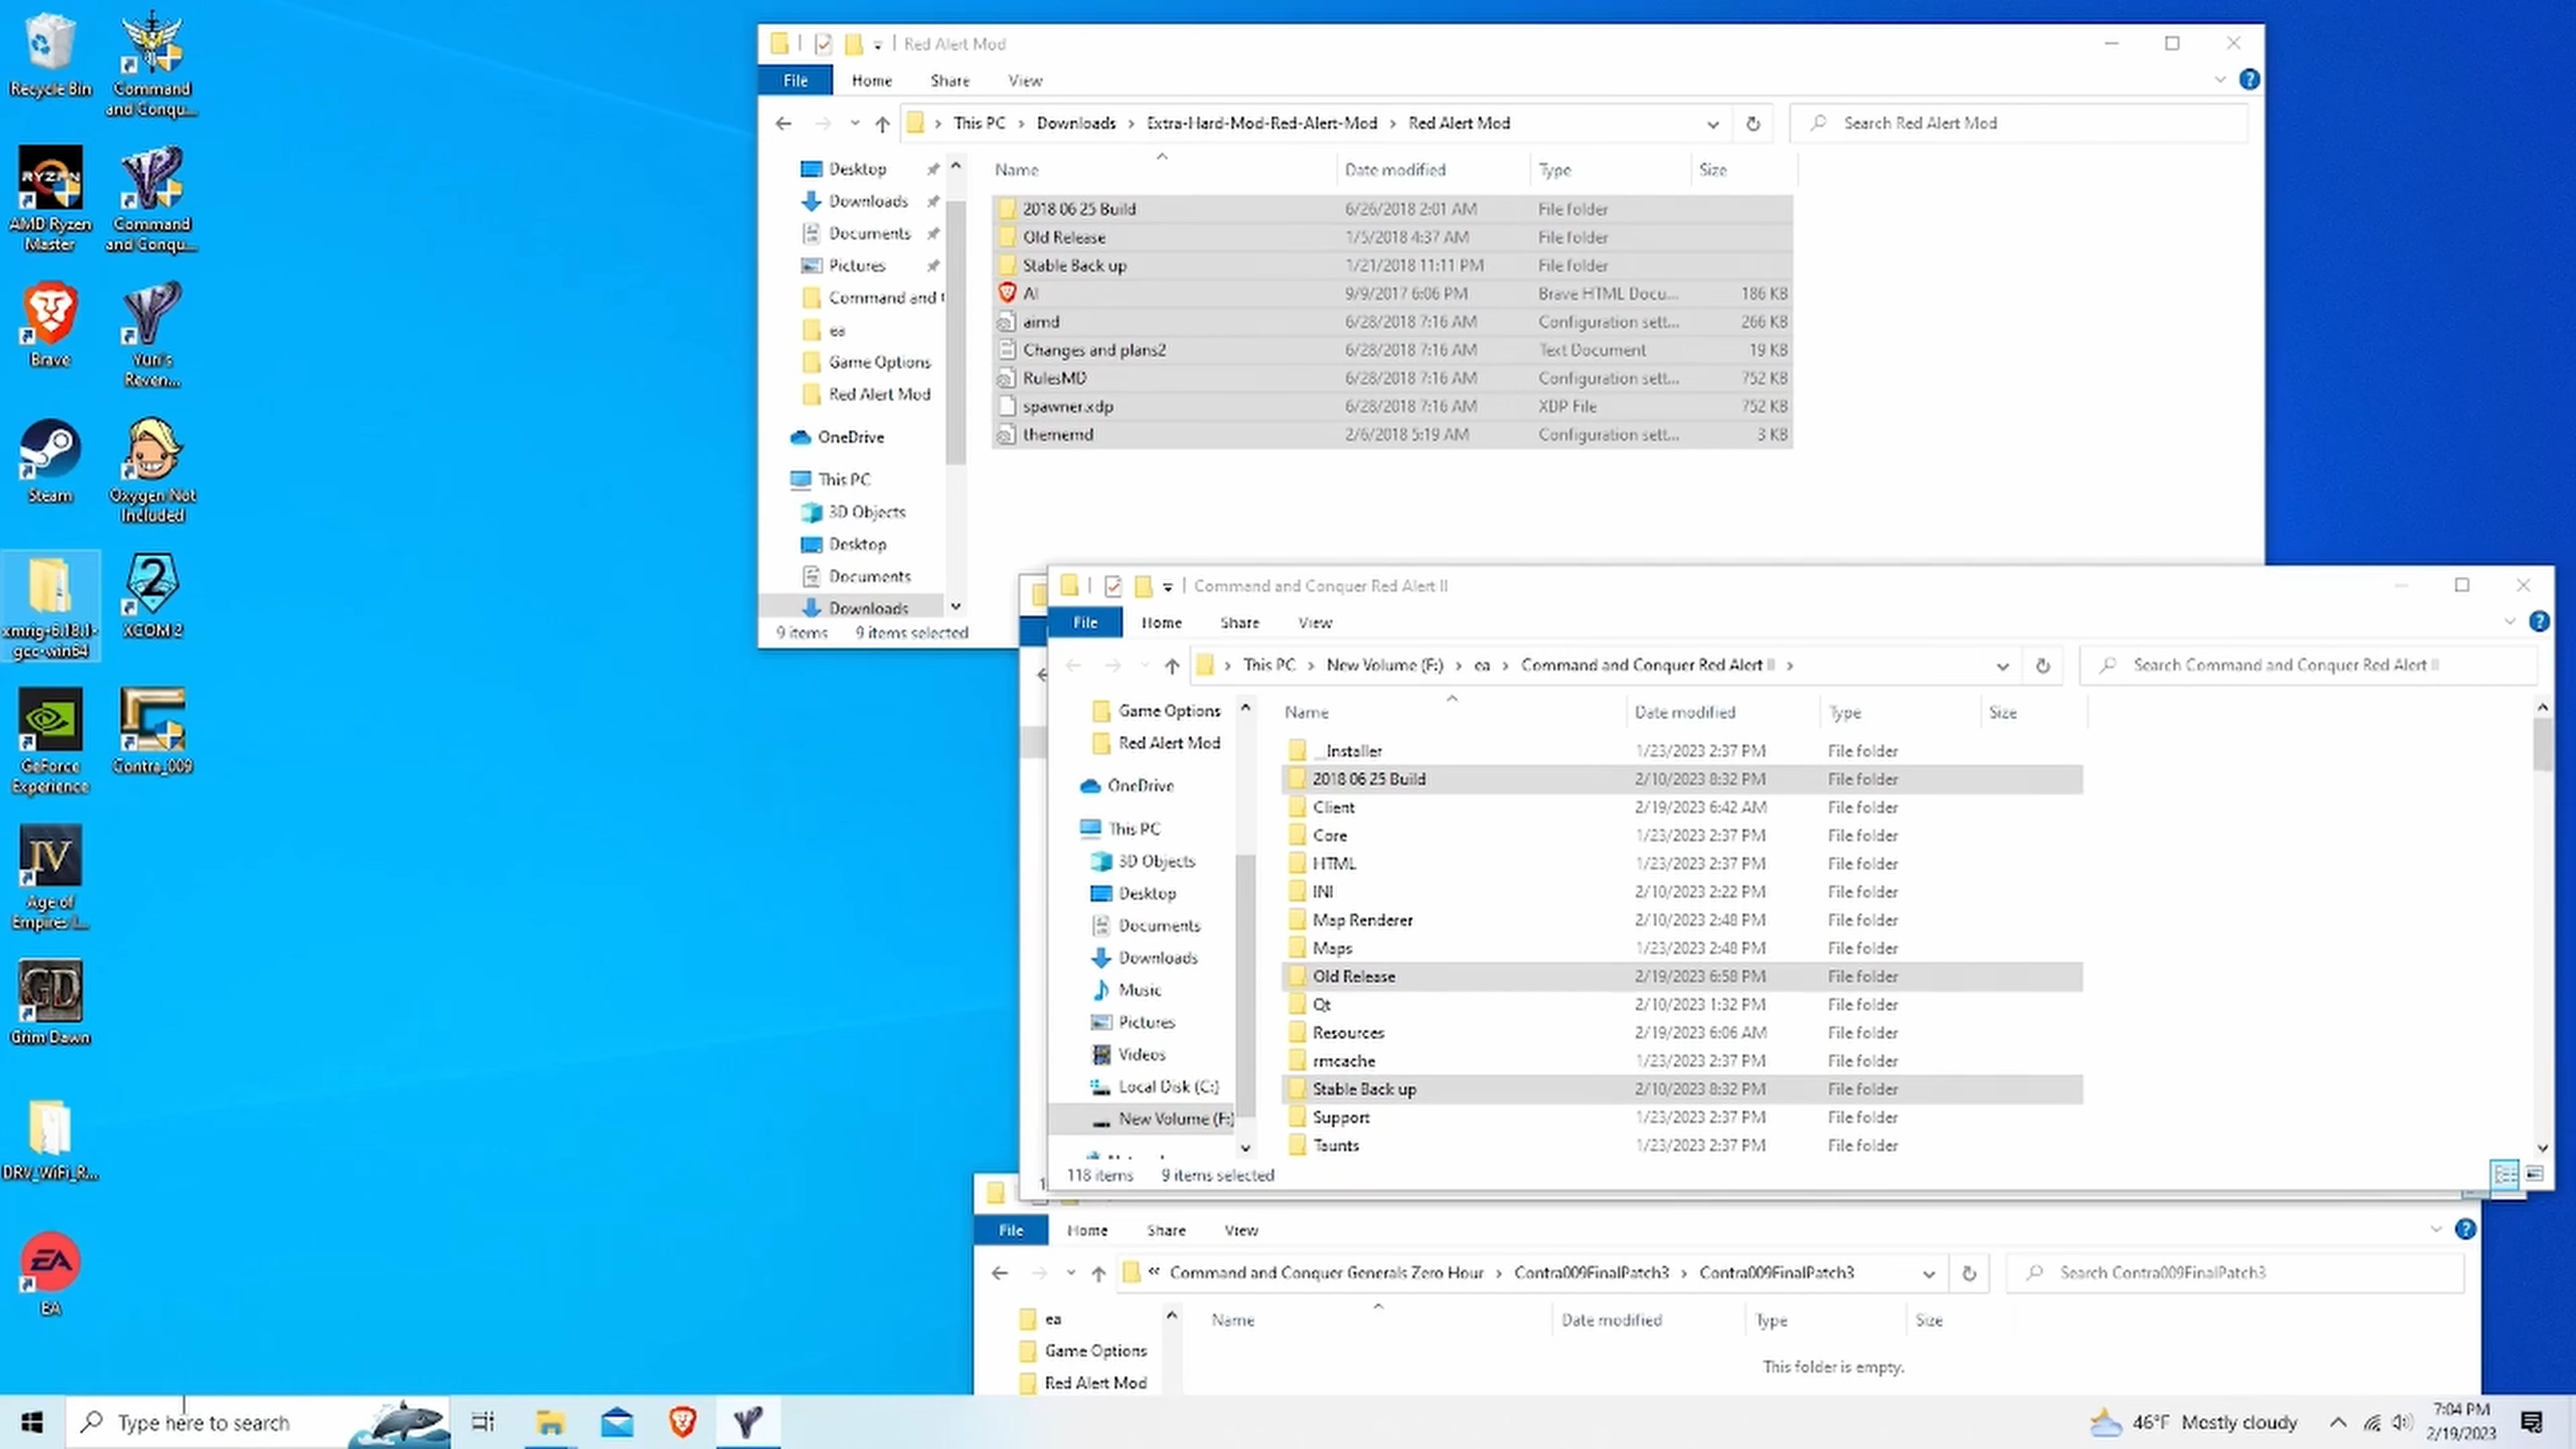 Recycle Bin
Command and Conqu...
AMD Ryzen Master
Command and Conqu...
Brave
Yuri's Reven...
Steam
Oxygen Not Included
xmrig-6.18.1-gcc-win64
XCOM 2
GeForce Experience
Contra_009
Age of Empires I...
Grim Dawn
DRV_WiFi_R...
EA
Red Alert Mod
File Home Share View
This PC Downloads Extra-Hard-Mod-Red-Alert-Mod Red Alert Mod
Search Red Alert Mod
Desktop
Downloads
Documents
Pictures
Command and
ea
Game Options
Red Alert Mod
OneDrive
This PC
3D Objects
Desktop
Documents
Downloads
Name Date modified Type Size
2018 06 25 Build 6/26/2018 2:01 AM File folder
Old Release 1/5/2018 4:37 AM File folder
Stable Back up 1/21/2018 11:11 PM File folder
AI 9/9/2017 6:06 PM Brave HTML Docu... 186 KB
aimd 6/28/2018 7:16 AM Configuration sett... 266 KB
Changes and plans2 6/28/2018 7:16 AM Text Document 19 KB
RulesMD 6/28/2018 7:16 AM Configuration sett... 752 KB
spawner.xdp 6/28/2018 7:16 AM XDP File 752 KB
thememd 2/6/2018 5:19 AM Configuration sett... 3 KB
9 items 9 items selected
Command and Conquer Red Alert II
File Home Share View
This PC New Volume (F:) ea Command and Conquer Red Alert II
Search Command and Conquer Red Alert II
Game Options
Red Alert Mod
OneDrive
This PC
3D Objects
Desktop
Documents
Downloads
Music
Pictures
Videos
Local Disk (C:)
New Volume (F:)
Name Date modified Type Size
__Installer 1/23/2023 2:37 PM File folder
2018 06 25 Build 2/10/2023 8:32 PM File folder
Client 2/19/2023 6:42 AM File folder
Core 1/23/2023 2:37 PM File folder
HTML 1/23/2023 2:37 PM File folder
INI 2/10/2023 2:22 PM File folder
Map Renderer 2/10/2023 2:48 PM File folder
Maps 1/23/2023 2:48 PM File folder
Old Release 2/19/2023 6:58 PM File folder
Qt 2/10/2023 1:32 PM File folder
Resources 2/19/2023 6:06 AM File folder
rmcache 1/23/2023 2:37 PM File folder
Stable Back up 2/10/2023 8:32 PM File folder
Support 1/23/2023 2:37 PM File folder
Taunts 1/23/2023 2:37 PM File folder
118 items 9 items selected
File Home Share View
« Command and Conquer Generals Zero Hour Contra009FinalPatch3 Contra009FinalPatch3
Search Contra009FinalPatch3
ea
Game Options
Red Alert Mod
Name Date modified Type Size
This folder is empty.
Type here to search
46°F Mostly cloudy
7:04 PM
2/19/2023